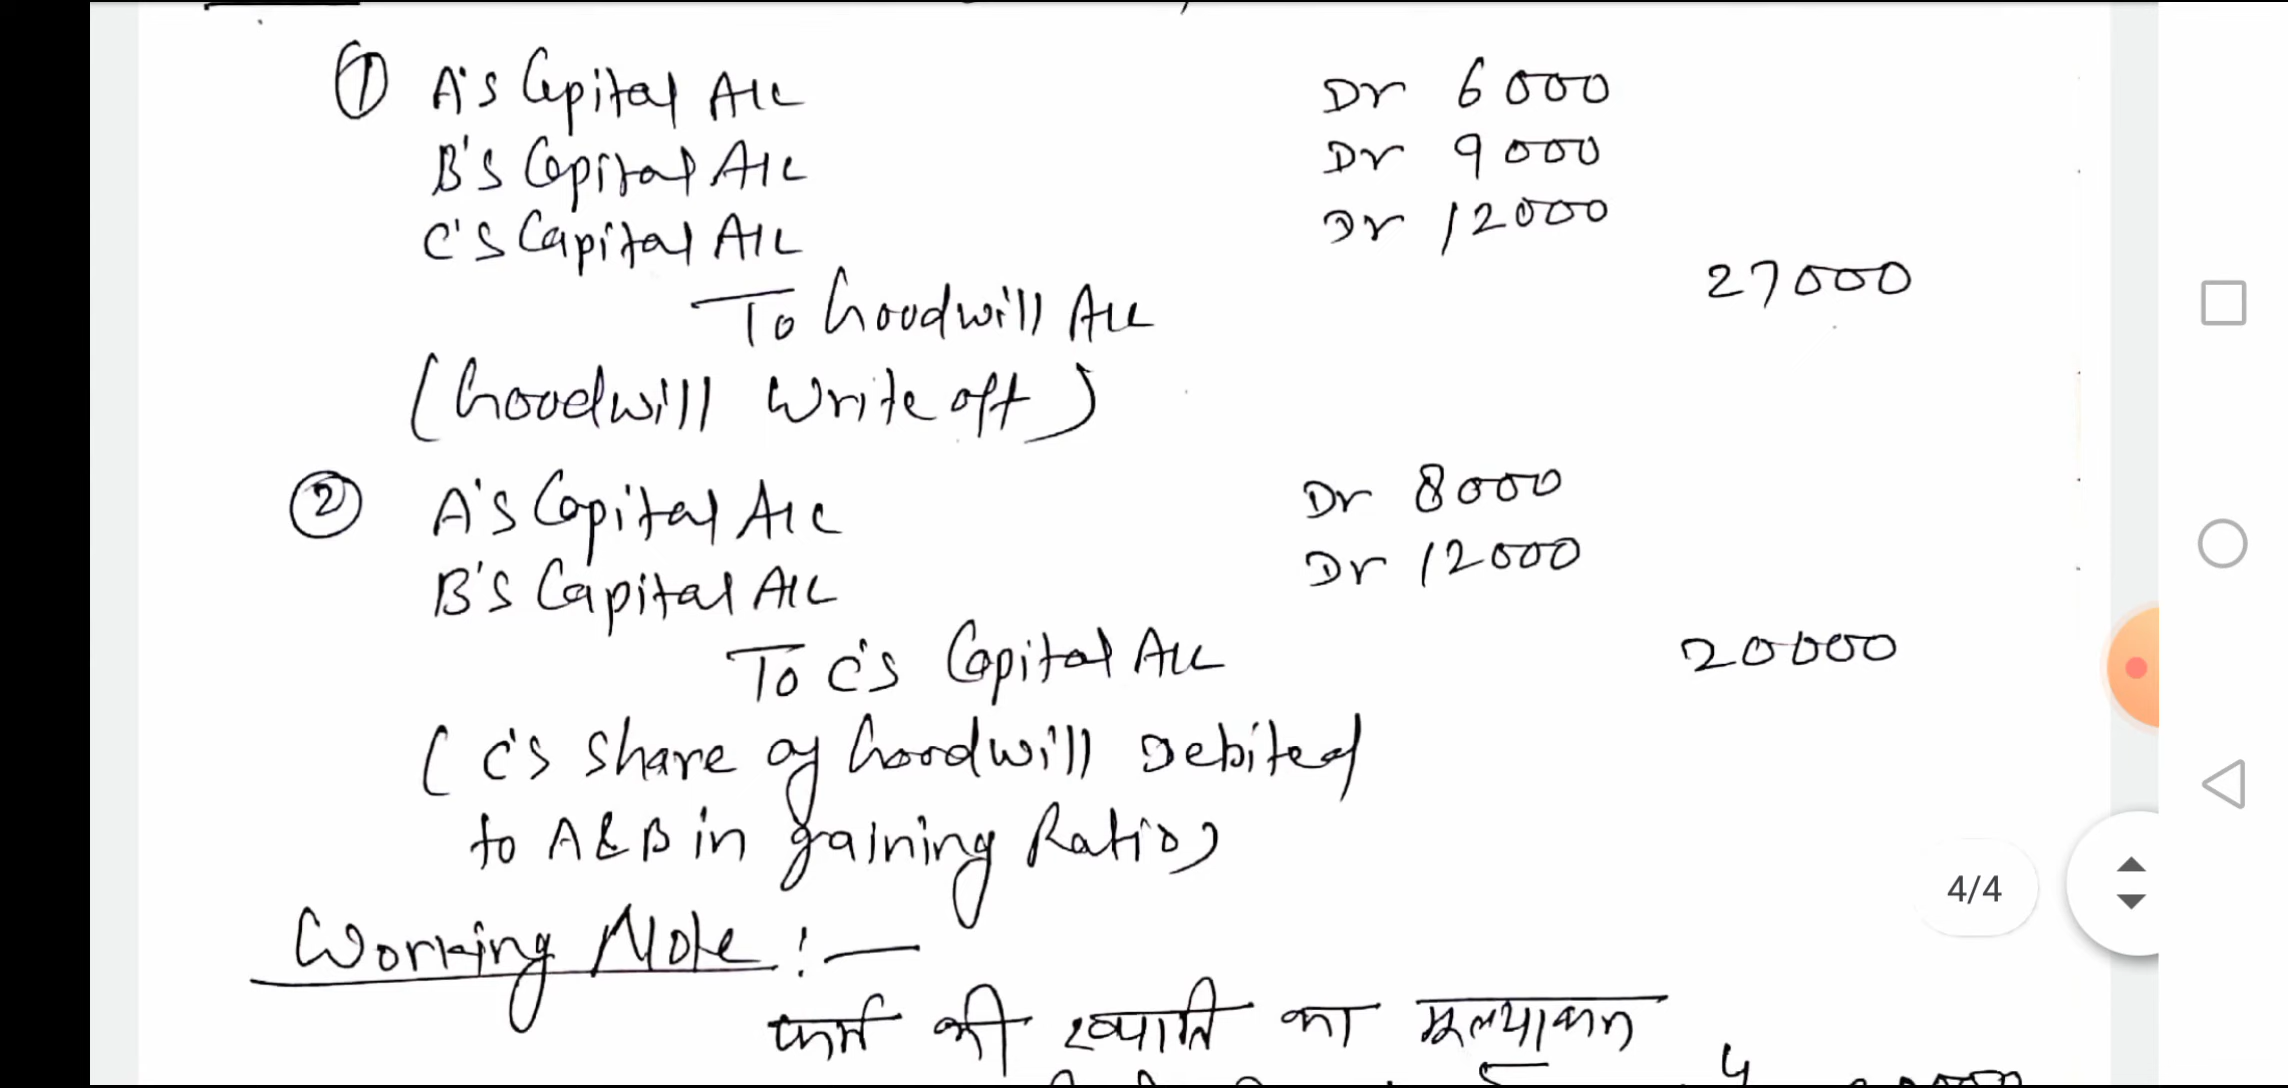 ① A's Capital A/c Dr 6000
B's Capital A/c Dr 9000
C's Capital A/c Dr 12000
To Goodwill A/c 27000
(Goodwill write off)
② A's Capital A/c Dr 8000
B's Capital A/c Dr 12000
To C's Capital A/c 20000
(C's share of Goodwill Debited
to A & B in gaining Ratio)
Working Note :—
फर्म की ख्याति का मूल्यांकन
4/4